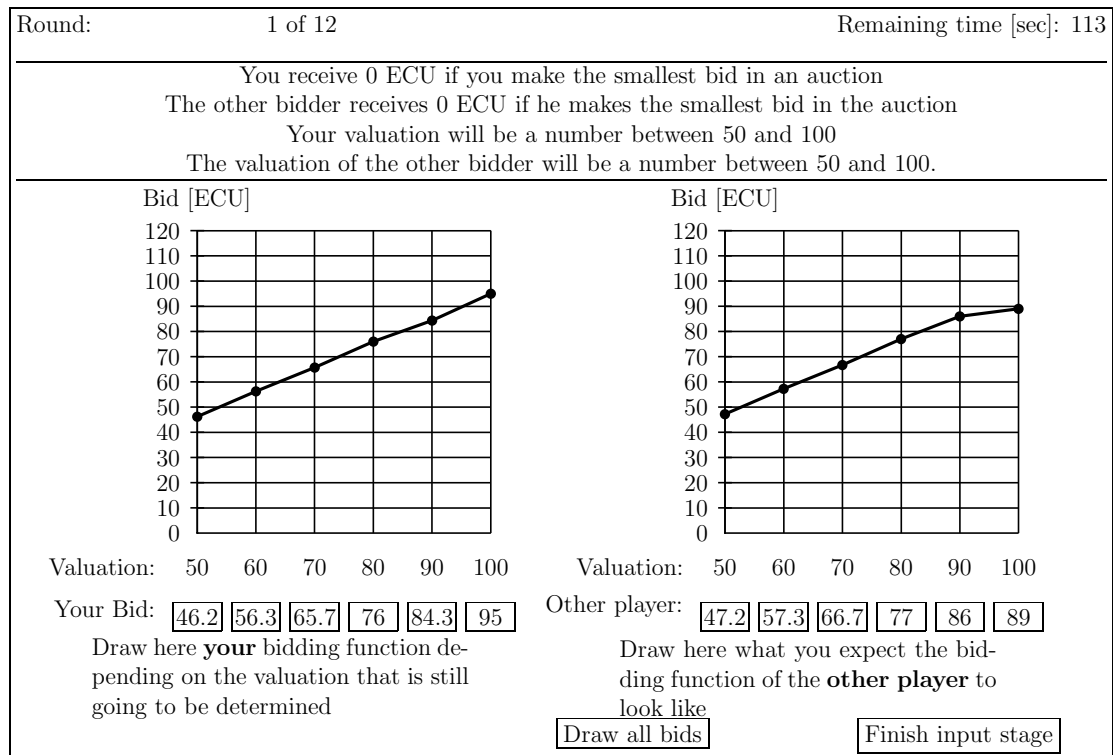 Round: 1 of 12 Remaining time [sec]: 113
You receive 0 ECU if you make the smallest bid in an auction
The other bidder receives 0 ECU if he makes the smallest bid in the auction
Your valuation will be a number between 50 and 100
The valuation of the other bidder will be a number between 50 and 100.
Bid [ECU]
120
110
100
90
80
70
60
50
40
30
20
10
0
Valuation: 50 60 70 80 90 100
Your Bid: 46.2 56.3 65.7 76 84.3 95
Draw here your bidding function de-
pending on the valuation that is still
going to be determined
Bid [ECU]
120
110
100
90
80
70
60
50
40
30
20
10
0
Valuation: 50 60 70 80 90 100
Other player: 47.2 57.3 66.7 77 86 89
Draw here what you expect the bid-
ding function of the other player to
look like
Draw all bids Finish input stage